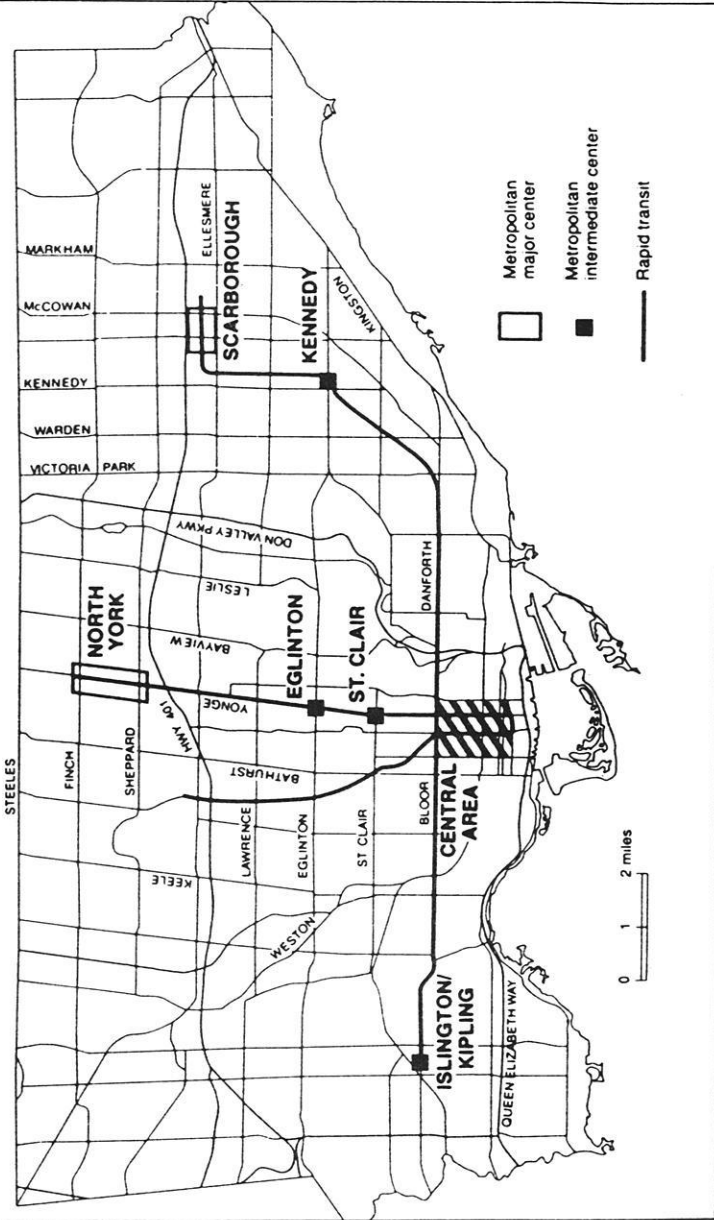 STEELES
FINCH
SHEPPARD
HWY 401
LAWRENCE
EGLINTON
ST CLAIR
BLOOR
DANFORTH
QUEEN ELIZABETH WAY
WESTON
KEELE
BATHURST
YONGE
BAYVIEW
LESLIE
DON VALLEY PKWY
VICTORIA PARK
WARDEN
KENNEDY
McCOWAN
MARKHAM
ELLESMERE
KINGSTON
NORTH
YORK
SCARBOROUGH
KENNEDY
EGLINTON
ST. CLAIR
CENTRAL
AREA
ISLINGTON/
KIPLING
0 1 2 miles
Metropolitan
major center
Metropolitan
intermediate center
Rapid transit